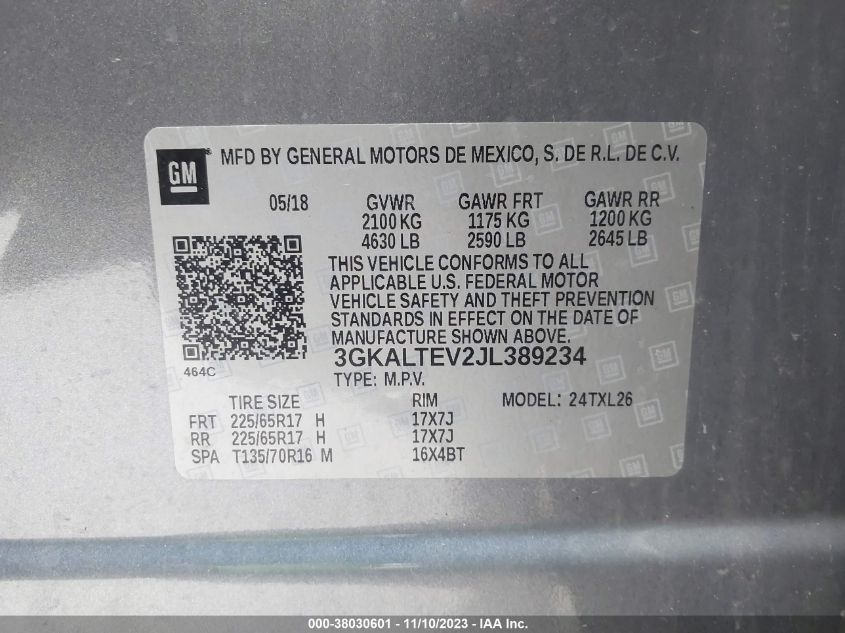 GM MFD BY GENERAL MOTORS DE MEXICO, S. DE R.L. DE C.V.
05/18 GVWR GAWR FRT GAWR RR
2100 KG 1175 KG 1200 KG
4630 LB 2590 LB 2645 LB
THIS VEHICLE CONFORMS TO ALL
APPLICABLE U.S. FEDERAL MOTOR
VEHICLE SAFETY AND THEFT PREVENTION
STANDARDS IN EFFECT ON THE DATE OF
MANUFACTURE SHOWN ABOVE.
464C 3GKALTEV2JL389234
TYPE: M.P.V.
TIRE SIZE RIM MODEL: 24TXL26
FRT 225/65R17 H 17X7J
RR 225/65R17 H 17X7J
SPA T135/70R16 M 16X4BT
000-38030601 - 11/10/2023 - IAA Inc.